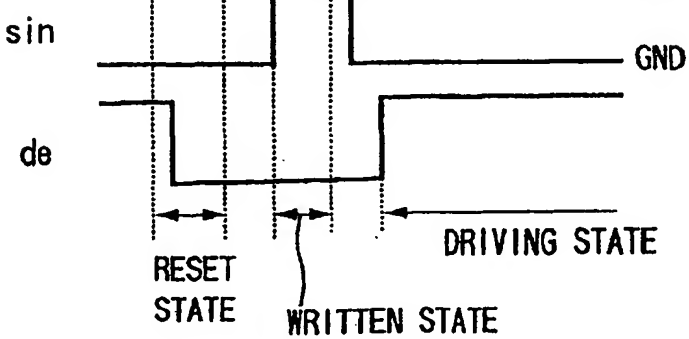 sin
GND
de
DRIVING STATE
RESET
STATE
WRITTEN STATE